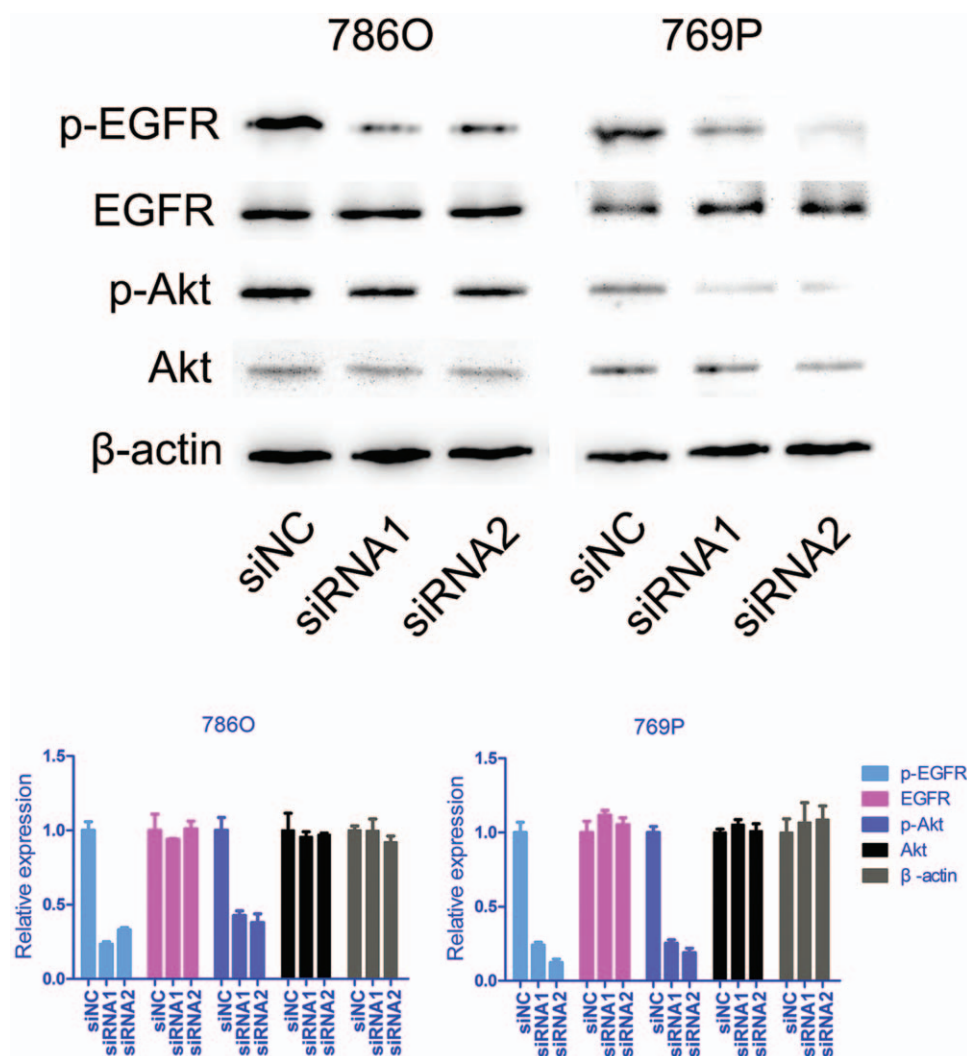 786O 769P
p-EGFR
EGFR
p-Akt
Akt
β-actin
siNC siRNA1 siRNA2 siNC siRNA1 siRNA2
786O
Relative expression
1.5
1.0
0.5
0.0
siNC siRNA1 siRNA2 siNC siRNA1 siRNA2 siNC siRNA1 siRNA2 siNC siRNA1 siRNA2 siNC siRNA1 siRNA2
769P
Relative expression
1.5
1.0
0.5
0.0
siNC siRNA1 siRNA2 siNC siRNA1 siRNA2 siNC siRNA1 siRNA2 siNC siRNA1 siRNA2 siNC siRNA1 siRNA2
p-EGFR
EGFR
p-Akt
Akt
β -actin